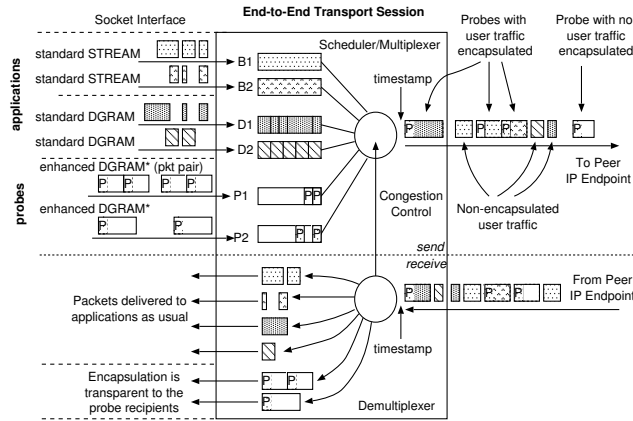 Socket Interface
End-to-End Transport Session
Scheduler/Multiplexer
Probes with
user traffic
encapsulated
Probe with no
user traffic
encapsulated
applications
standard STREAM
B1
standard STREAM
B2
timestamp
standard DGRAM
D1
standard DGRAM
D2
P
P P
P
To Peer
IP Endpoint
probes
enhanced DGRAM* (pkt pair)
P P P P
P1
P P
enhanced DGRAM*
P P
P2
P P
Congestion
Control
Non-encapsulated
user traffic
send
receive
From Peer
IP Endpoint
P P P
Packets delivered to
applications as usual
timestamp
Encapsulation is
transparent to the
probe recipients
P P
P
Demultiplexer